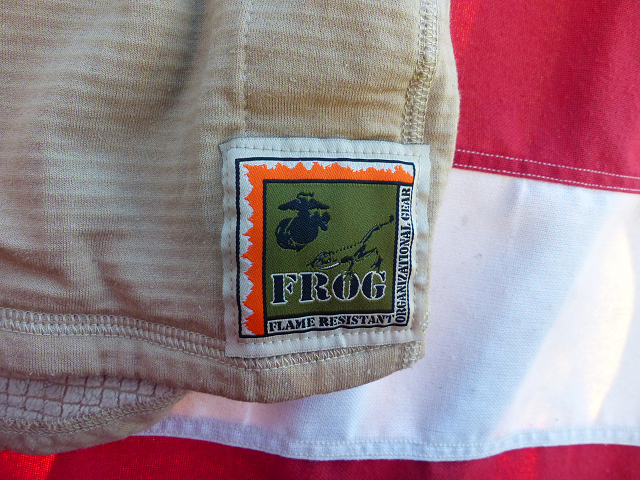 FROG
FLAME RESISTANT
ORGANIZATIONAL GEAR